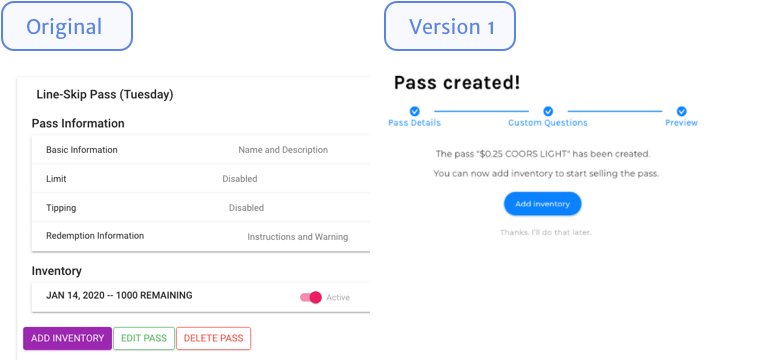 Original
Line-Skip Pass (Tuesday)
Pass Information
Basic Information Name and Description
Limit Disabled
Tipping Disabled
Redemption Information Instructions and Warning
Inventory
JAN 14, 2020 -- 1000 REMAINING Active
ADD INVENTORY EDIT PASS DELETE PASS
Version 1
Pass created!
Pass Details Custom Questions Preview
The pass "$0.25 COORS LIGHT" has been created.
You can now add inventory to start selling the pass.
Add inventory
Thanks, I'll do that later.